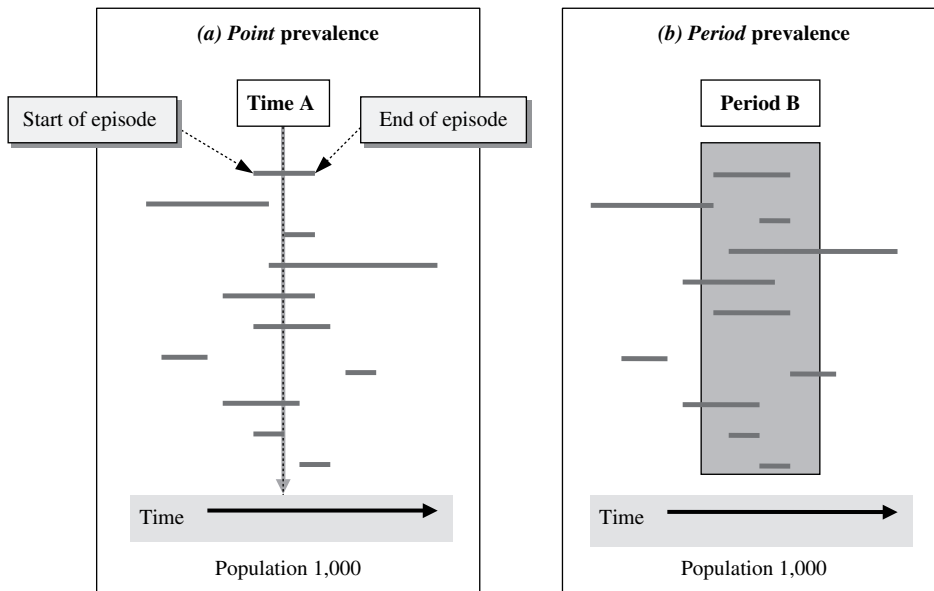 (a) Point prevalence
Time A
Start of episode
End of episode
Time
Population 1,000
(b) Period prevalence
Period B
Time
Population 1,000